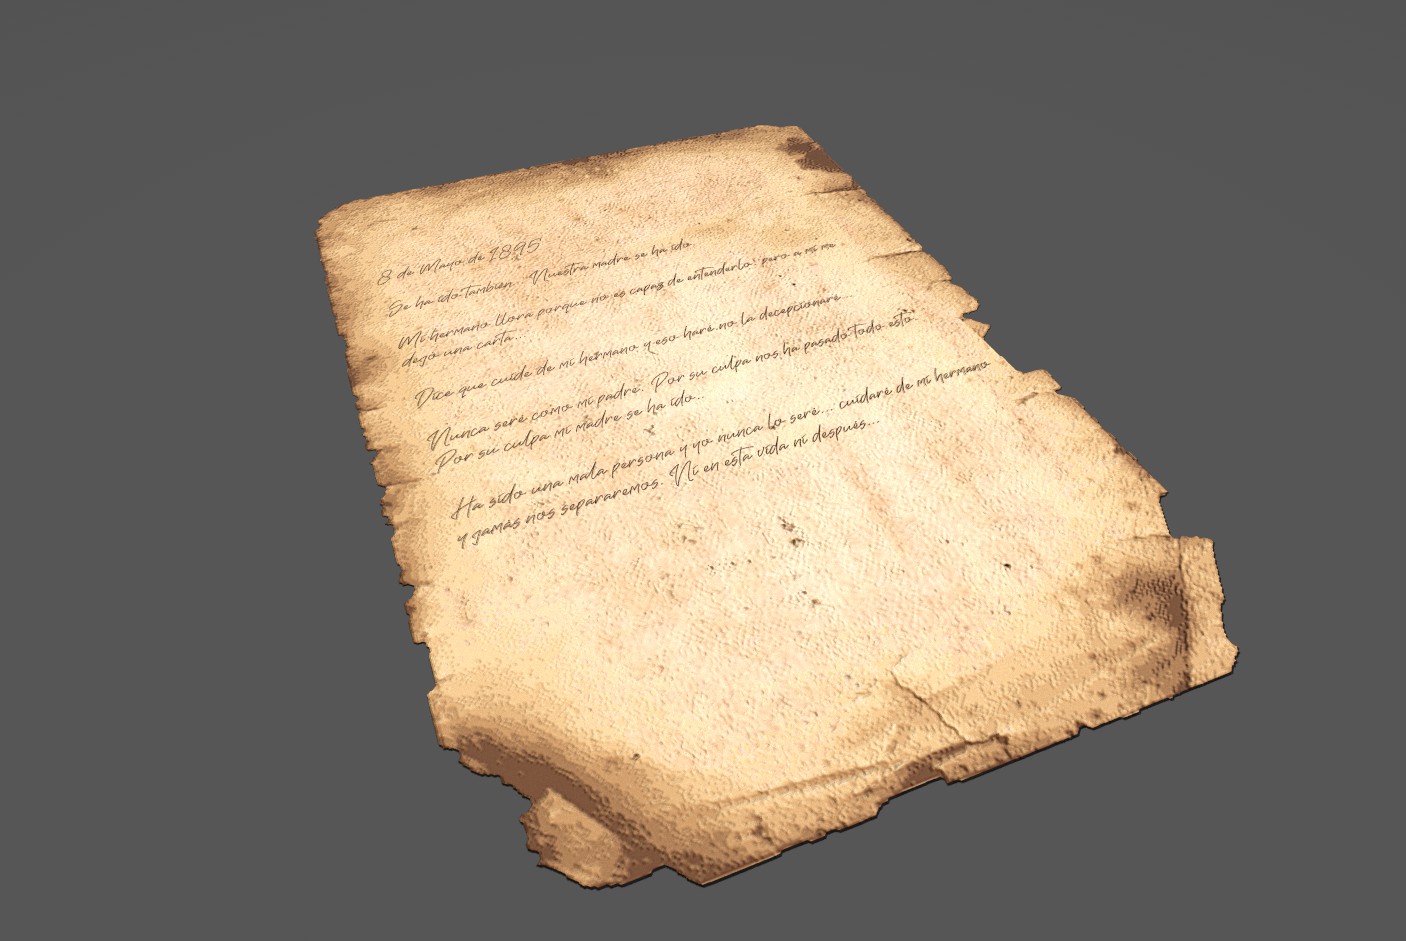 8 de Mayo de 1895
Se ha ido también... Nuestra madre se ha ido
Mi hermano llora porque no es capaz de entenderlo pero a mi me
dejó una carta...
Dice que cuide de mi hermano y eso haré no la decepcionaré...
Nunca seré como mi padre. Por su culpa nos ha pasado todo esto.
Por su culpa mi madre se ha ido..
Ha sido una mala persona y yo nunca lo seré... cuidaré de mi hermano
y jamás nos separaremos. Ni en esta vida ni después...